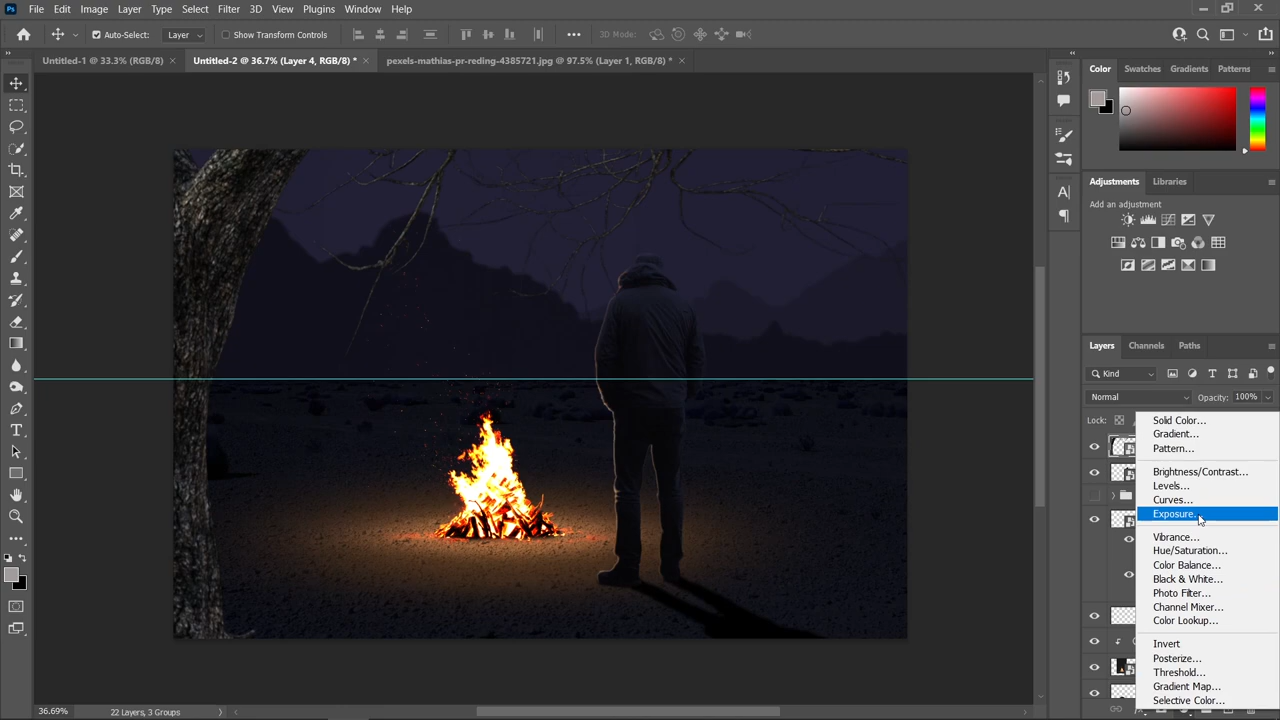 Ps File Edit Image Layer Type Select Filter 3D View Plugins Window Help
Auto-Select: Layer Show Transform Controls 3D Mode:
Untitled-1 @ 33.3% (RGB/8) × Untitled-2 @ 36.7% (Layer 4, RGB/8) * × pexels-mathias-pr-reding-4385721.jpg @ 97.5% (Layer 1, RGB/8) * ×
Color Swatches Gradients Patterns
Adjustments Libraries
Add an adjustment
Layers Channels Paths
Kind
Normal Opacity: 100%
Lock:
Solid Color...
Gradient...
Pattern...
Brightness/Contrast...
Levels...
Curves...
Exposure...
Vibrance...
Hue/Saturation...
Color Balance...
Black & White...
Photo Filter...
Channel Mixer...
Color Lookup...
Invert
Posterize...
Threshold...
Gradient Map...
Selective Color...
36.69% 22 Layers, 3 Groups